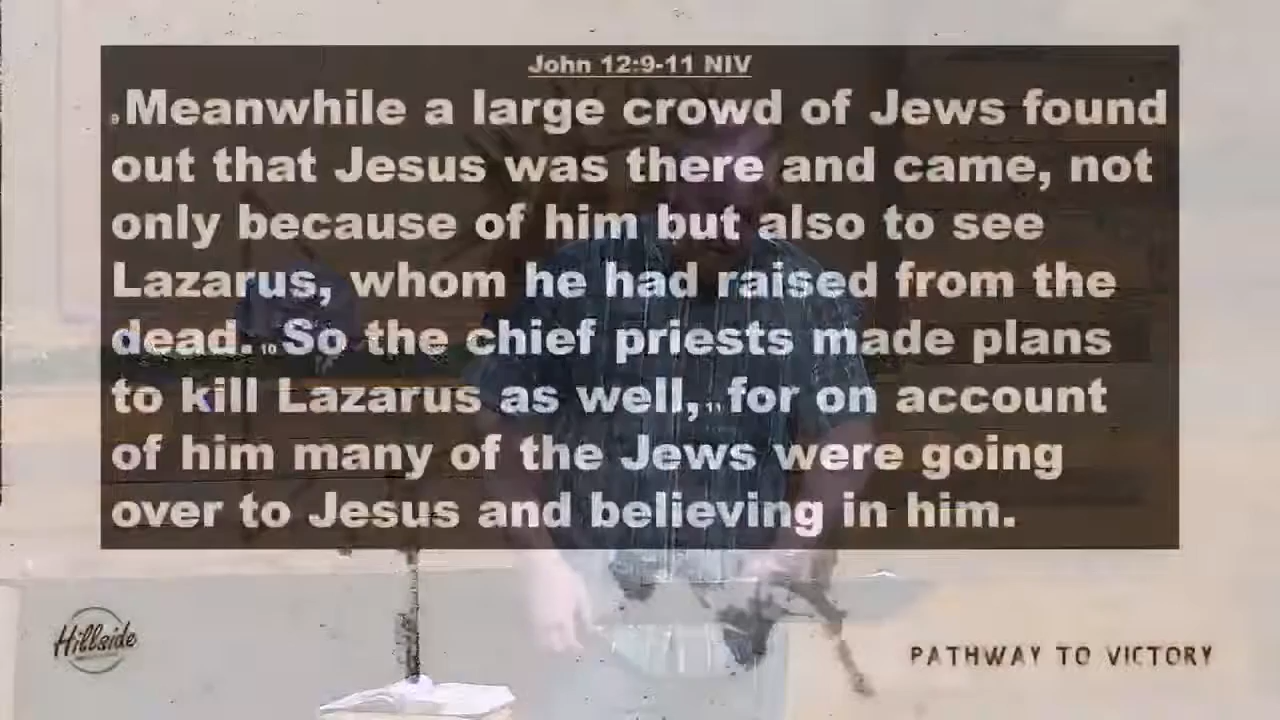 John 12:9-11 NIV
9 Meanwhile a large crowd of Jews found
out that Jesus was there and came, not
only because of him but also to see
Lazarus, whom he had raised from the
dead. 10 So the chief priests made plans
to kill Lazarus as well, 11 for on account
of him many of the Jews were going
over to Jesus and believing in him.
Hillside
PATHWAY TO VICTORY